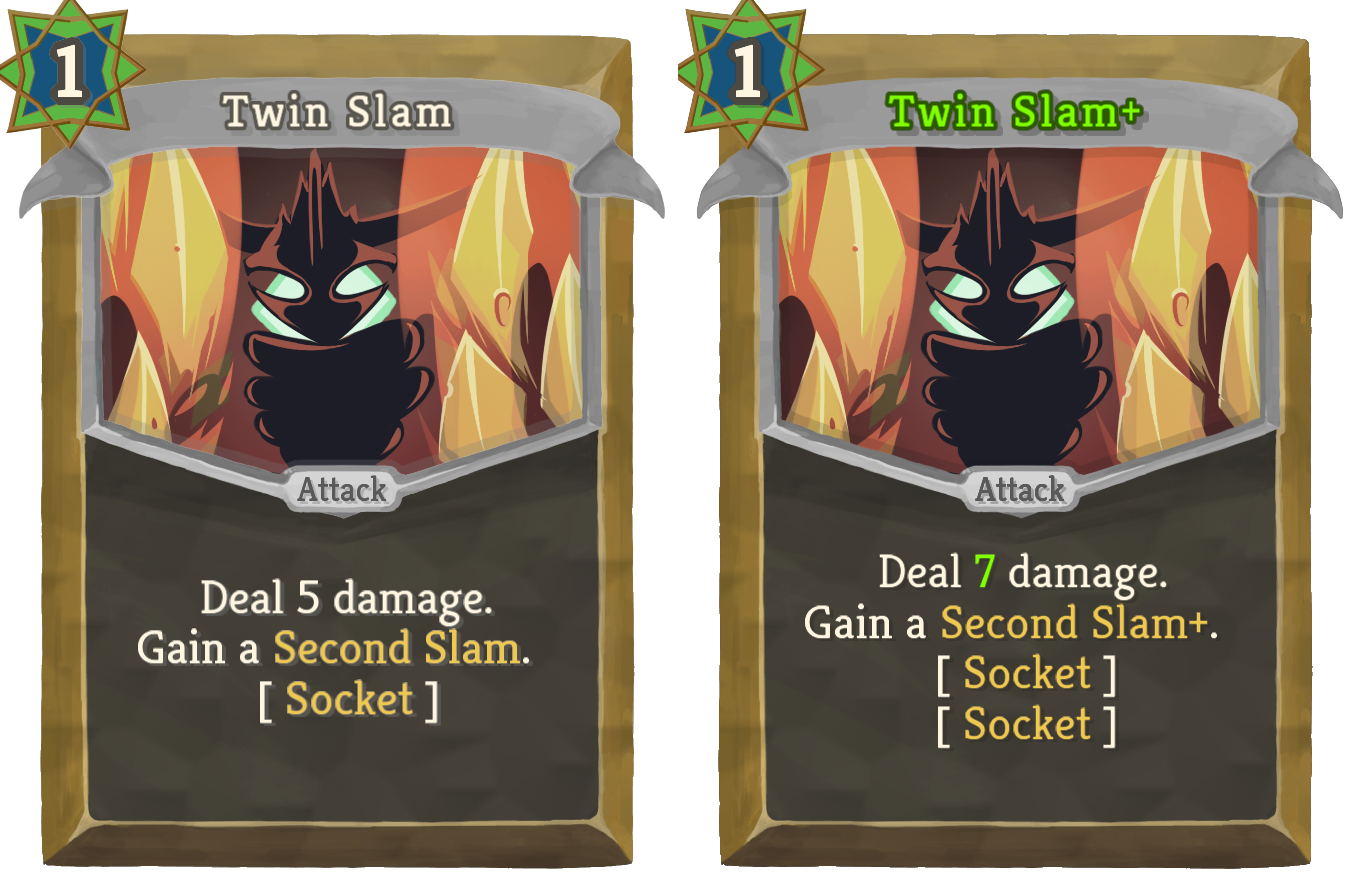 1
Twin Slam
Attack
Deal 5 damage.
Gain a Second Slam.
[ Socket ]
1
Twin Slam+
Attack
Deal 7 damage.
Gain a Second Slam+.
[ Socket ]
[ Socket ]